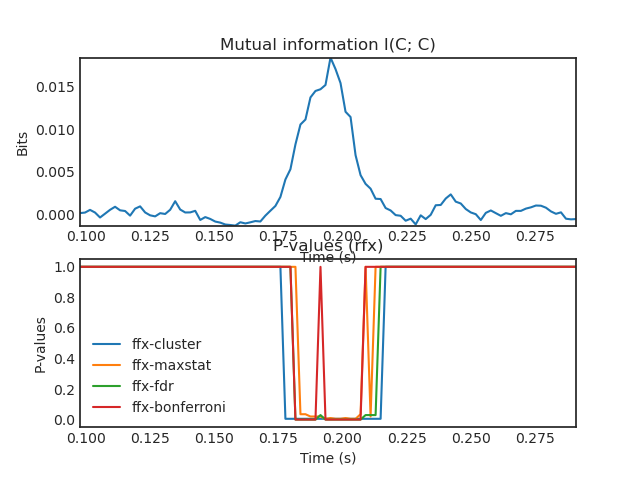 Mutual information I(C; C)
0.015
0.010
0.005
0.000
Bits
0.100 0.125 0.150 0.175 0.200 0.225 0.250 0.275
Time (s)
P-values (rfx)
1.0
0.8
0.6
0.4
0.2
0.0
P-values
ffx-cluster
ffx-maxstat
ffx-fdr
ffx-bonferroni
0.100 0.125 0.150 0.175 0.200 0.225 0.250 0.275
Time (s)